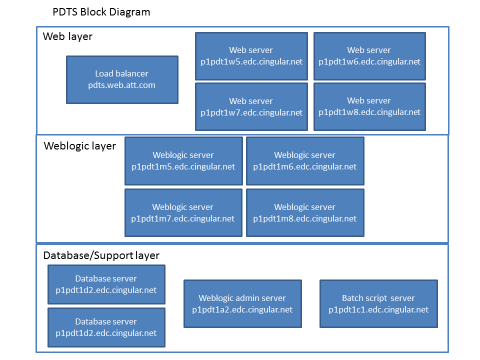 PDTS Block Diagram
Web layer
Load balancer
pdts.web.att.com
Web server
p1pdt1w5.edc.cingular.net
Web server
p1pdt1w6.edc.cingular.net
Web server
p1pdt1w7.edc.cingular.net
Web server
p1pdt1w8.edc.cingular.net
Weblogic layer
Weblogic server
p1pdt1m5.edc.cingular.net
Weblogic server
p1pdt1m6.edc.cingular.net
Weblogic server
p1pdt1m7.edc.cingular.net
Weblogic server
p1pdt1m8.edc.cingular.net
Database/Support layer
Database server
p1pdt1d2.edc.cingular.net
Database server
p1pdt1d2.edc.cingular.net
Weblogic admin server
p1pdt1a2.edc.cingular.net
Batch script server
p1pdt1c1.edc.cingular.net